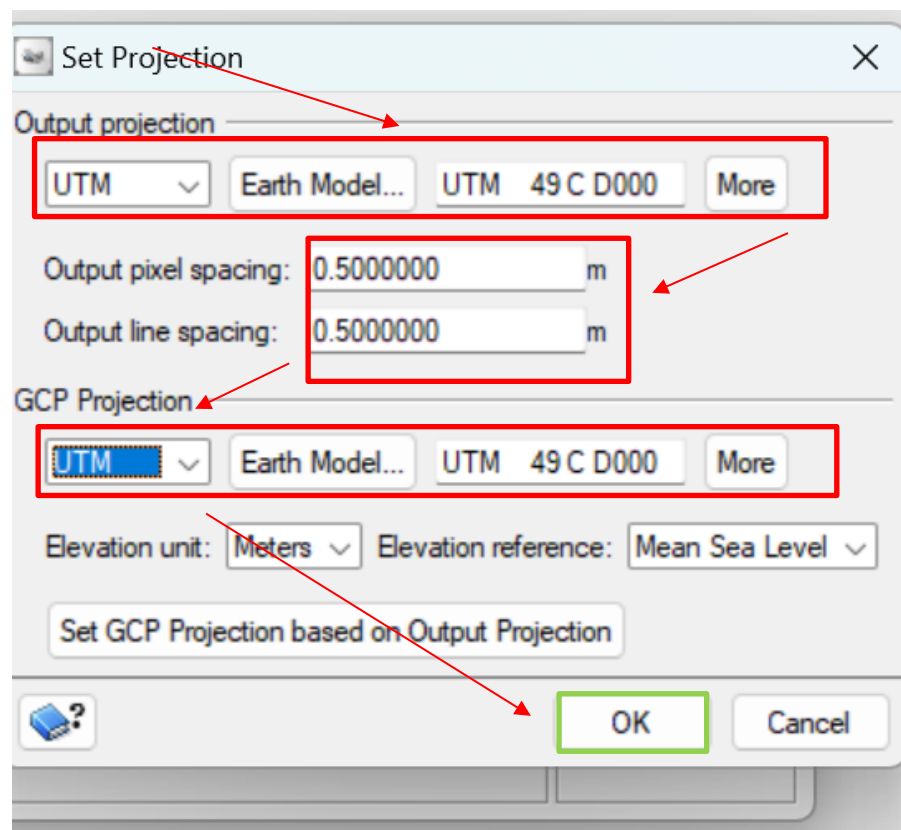 Set Projection
Output projection
UTM Earth Model... UTM 49 C D000 More
Output pixel spacing: 0.5000000 m
Output line spacing: 0.5000000 m
GCP Projection
UTM Earth Model... UTM 49 C D000 More
Elevation unit: Meters Elevation reference: Mean Sea Level
Set GCP Projection based on Output Projection
? OK Cancel